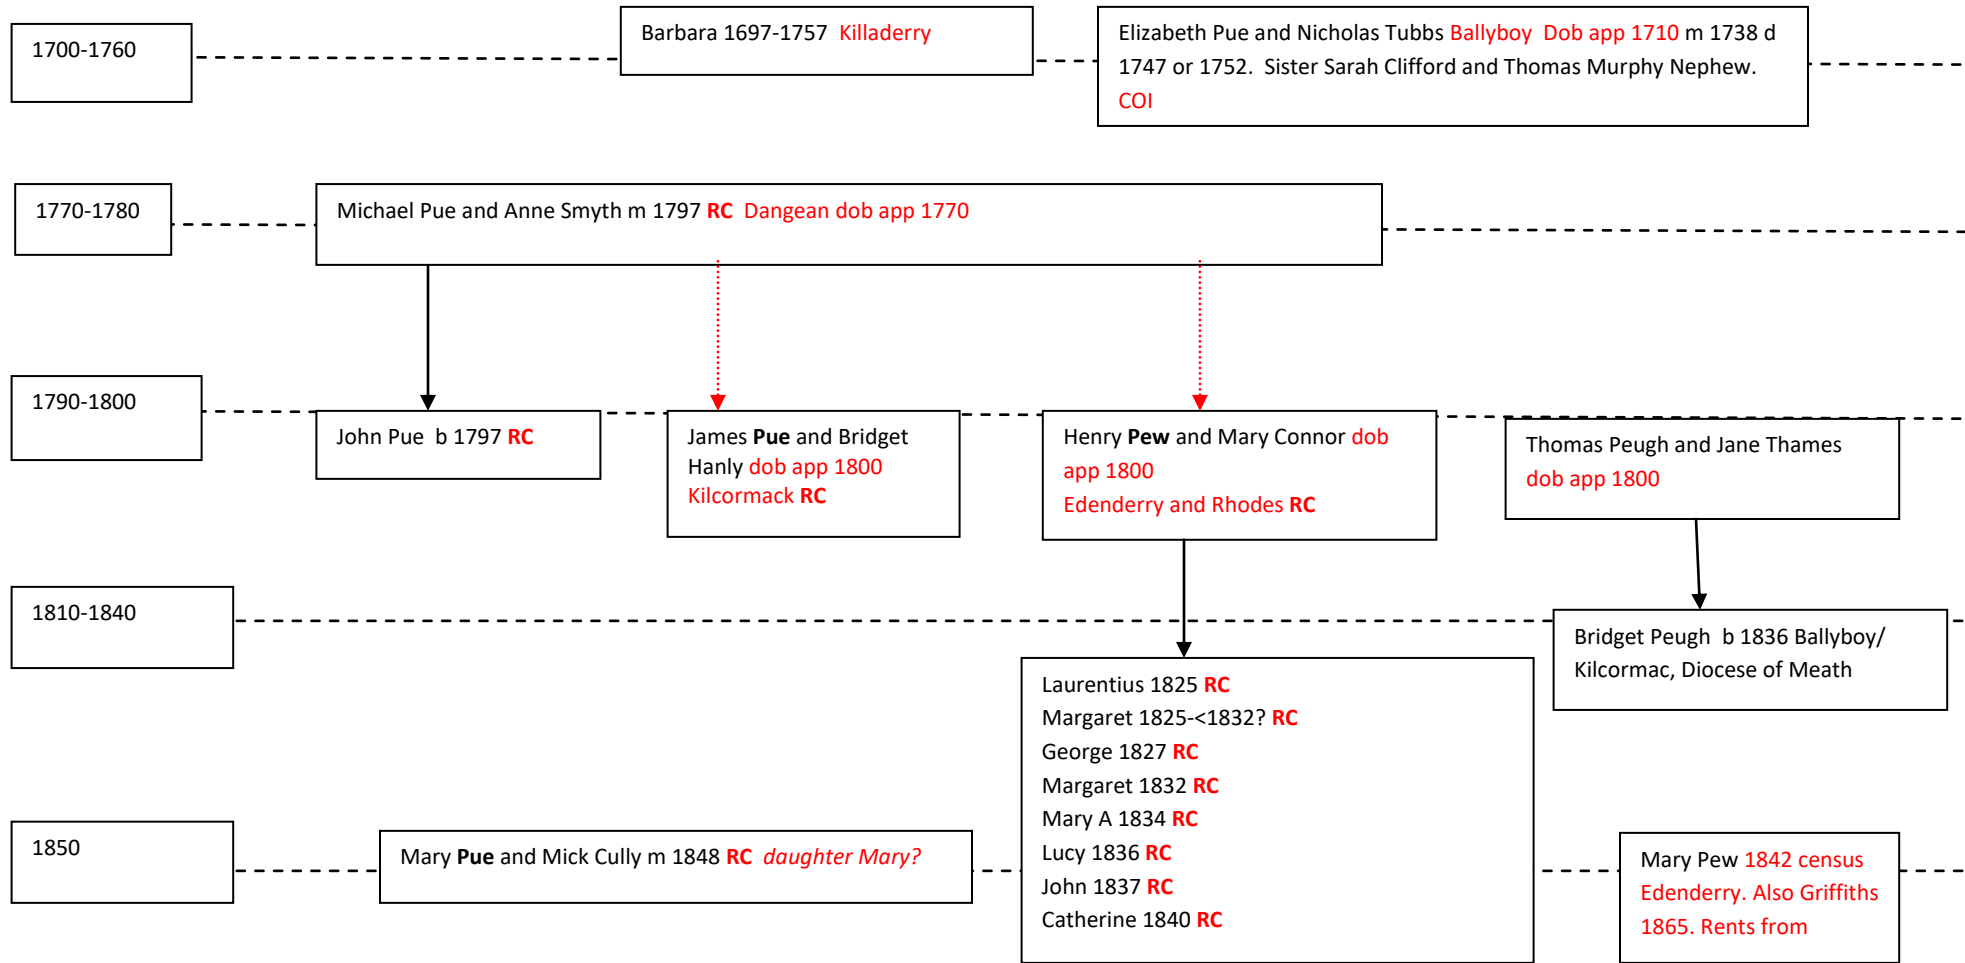 1700-1760
Barbara 1697-1757 Killaderry
Elizabeth Pue and Nicholas Tubbs Ballyboy Dob app 1710 m 1738 d
1747 or 1752. Sister Sarah Clifford and Thomas Murphy Nephew.
COI
1770-1780
Michael Pue and Anne Smyth m 1797 RC Dangean dob app 1770
1790-1800
John Pue b 1797 RC
James Pue and Bridget
Hanly dob app 1800
Kilcormack RC
Henry Pew and Mary Connor dob
app 1800
Edenderry and Rhodes RC
Thomas Peugh and Jane Thames
dob app 1800
1810-1840
Bridget Peugh b 1836 Ballyboy/
Kilcormac, Diocese of Meath
Laurentius 1825 RC
Margaret 1825-<1832? RC
George 1827 RC
Margaret 1832 RC
Mary A 1834 RC
Lucy 1836 RC
John 1837 RC
Catherine 1840 RC
1850
Mary Pue and Mick Cully m 1848 RC daughter Mary?
Mary Pew 1842 census
Edenderry. Also Griffiths
1865. Rents from